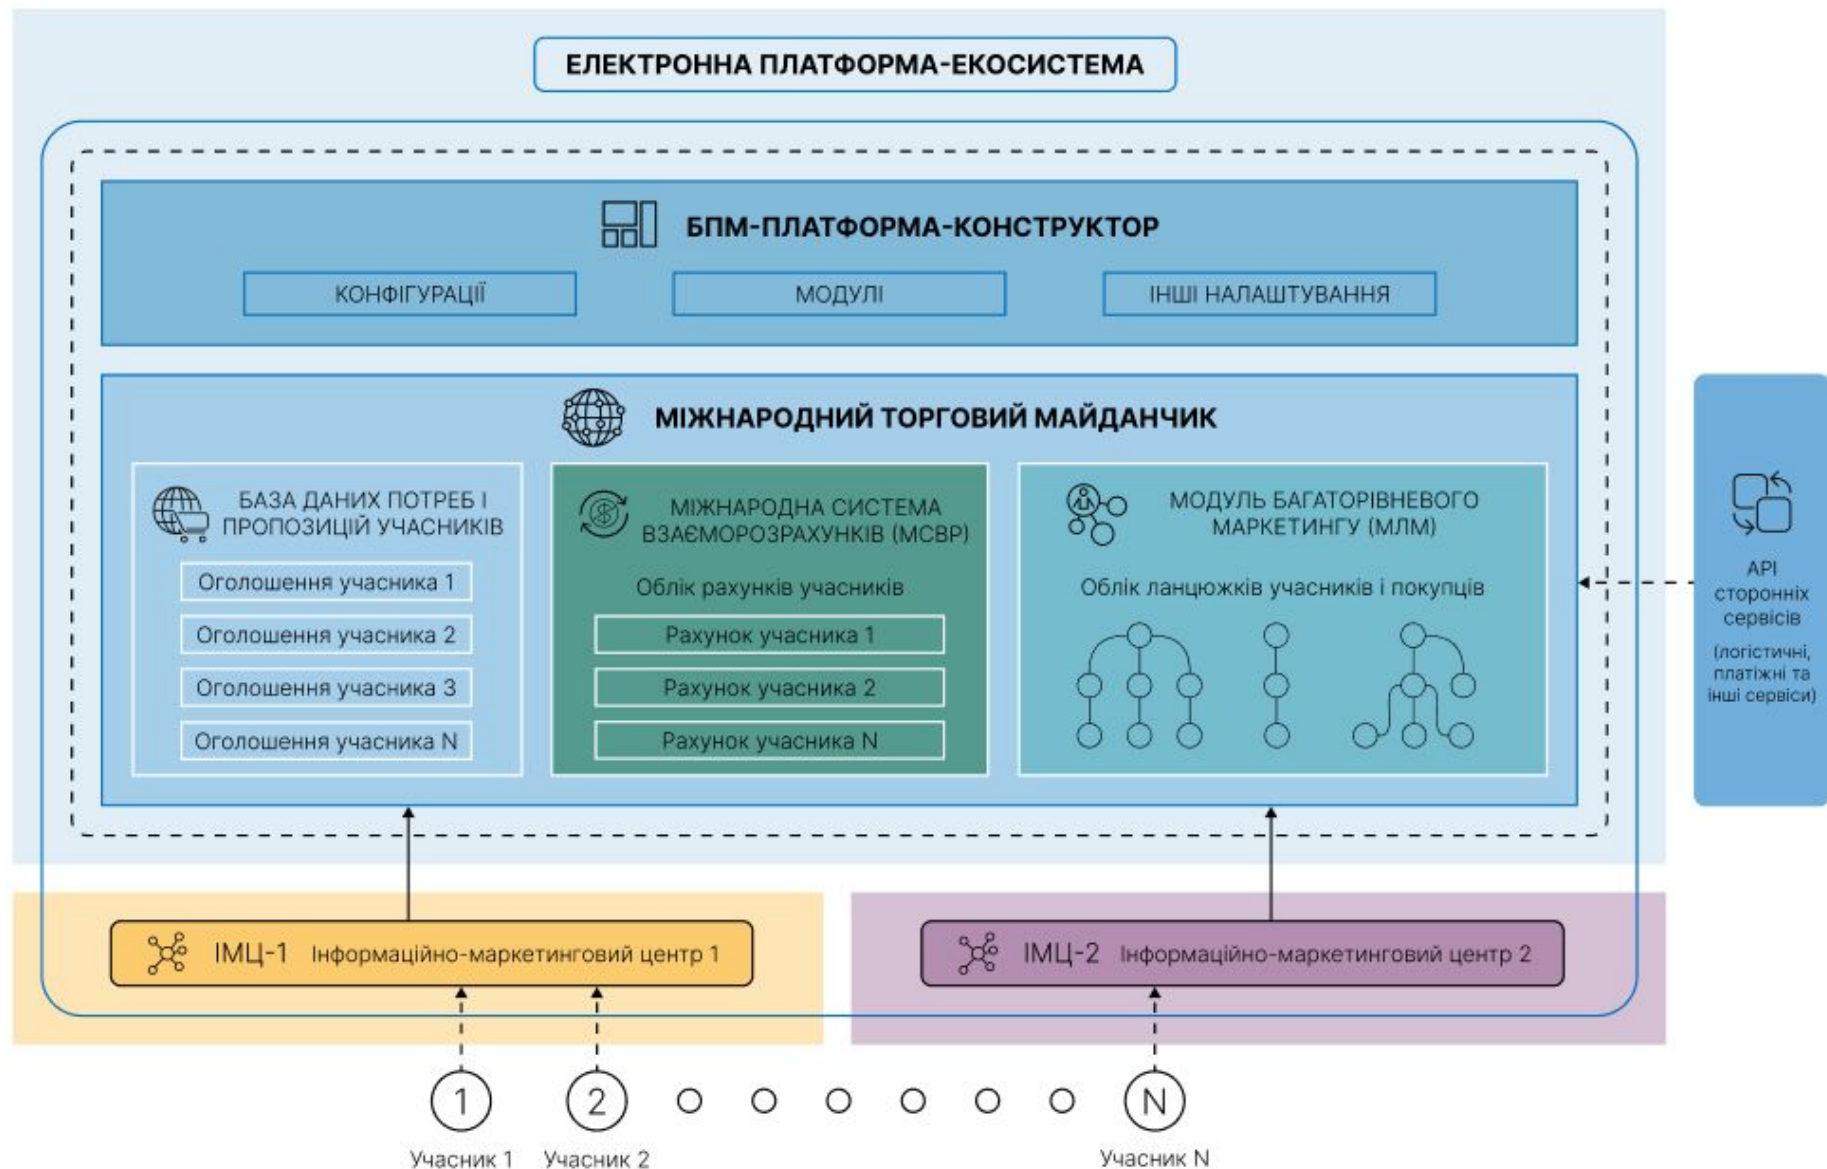 ЕЛЕКТРОННА ПЛАТФОРМА-ЕКОСИСТЕМА
БПМ-ПЛАТФОРМА-КОНСТРУКТОР
КОНФІГУРАЦІЇ
МОДУЛІ
ІНШІ НАЛАШТУВАННЯ
МІЖНАРОДНИЙ ТОРГОВИЙ МАЙДАНЧИК
БАЗА ДАНИХ ПОТРЕБ І
ПРОПОЗИЦІЙ УЧАСНИКІВ
Оголошення учасника 1
Оголошення учасника 2
Оголошення учасника 3
Оголошення учасника N
МІЖНАРОДНА СИСТЕМА
ВЗАЄМОРОЗРАХУНКІВ (МСВР)
Облік рахунків учасників
Рахунок учасника 1
Рахунок учасника 2
Рахунок учасника N
МОДУЛЬ БАГАТОРІВНЕВОГО
МАРКЕТИНГУ (МЛМ)
Облік ланцюжків учасників і покупців
API
сторонніх
сервісів
(логістичні,
платіжні та
інші сервіси)
ІМЦ-1 Інформаційно-маркетинговий центр 1
ІМЦ-2 Інформаційно-маркетинговий центр 2
1
2
N
Учасник 1
Учасник 2
Учасник N